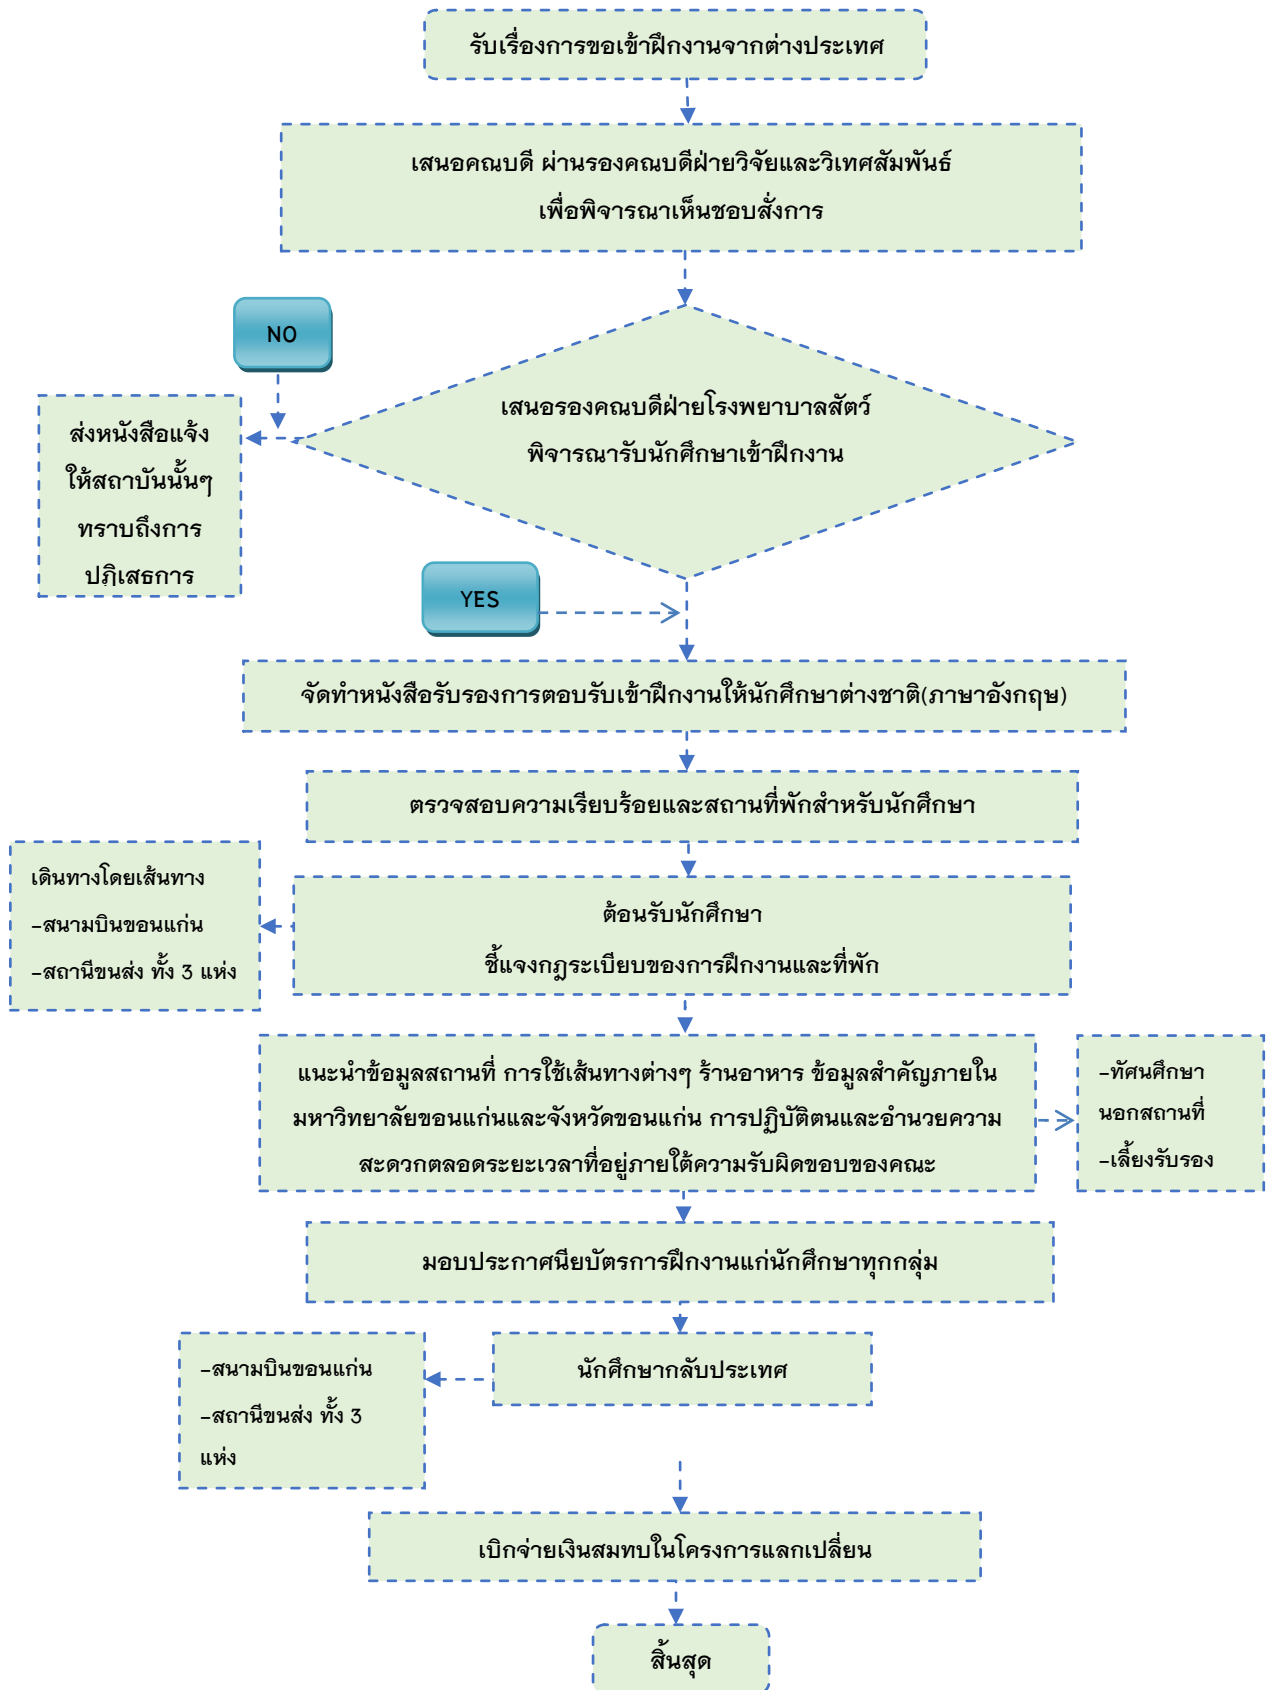 รับเรื่องการขอเข้าฝึกงานจากต่างประเทศ
เสนอคณบดี ผ่านรองคณบดีฝ่ายวิจัยและวิเทศสัมพันธ์
เพื่อพิจารณาเห็นชอบสั่งการ
NO
เสนอรองคณบดีฝ่ายโรงพยาบาลสัตว์
พิจารณารับนักศึกษาเข้าฝึกงาน
ส่งหนังสือแจ้ง
ให้สถาบันนั้นๆ
ทราบถึงการ
ปฏิเสธการ
YES
จัดทำหนังสือรับรองการตอบรับเข้าฝึกงานให้นักศึกษาต่างชาติ(ภาษาอังกฤษ)
ตรวจสอบความเรียบร้อยและสถานที่พักสำหรับนักศึกษา
เดินทางโดยเส้นทาง
-สนามบินขอนแก่น
-สถานีขนส่ง ทั้ง 3 แห่ง
ต้อนรับนักศึกษา
ชี้แจงกฎระเบียบของการฝึกงานและที่พัก
แนะนำข้อมูลสถานที่ การใช้เส้นทางต่างๆ ร้านอาหาร ข้อมูลสำคัญภายใน
มหาวิทยาลัยขอนแก่นและจังหวัดขอนแก่น การปฏิบัติตนและอำนวยความ
สะดวกตลอดระยะเวลาที่อยู่ภายใต้ความรับผิดขอบของคณะ
-ทัศนศึกษา
นอกสถานที่
-เลี้ยงรับรอง
มอบประกาศนียบัตรการฝึกงานแก่นักศึกษาทุกกลุ่ม
นักศึกษากลับประเทศ
-สนามบินขอนแก่น
-สถานีขนส่ง ทั้ง 3
แห่ง
เบิกจ่ายเงินสมทบในโครงการแลกเปลี่ยน
สิ้นสุด